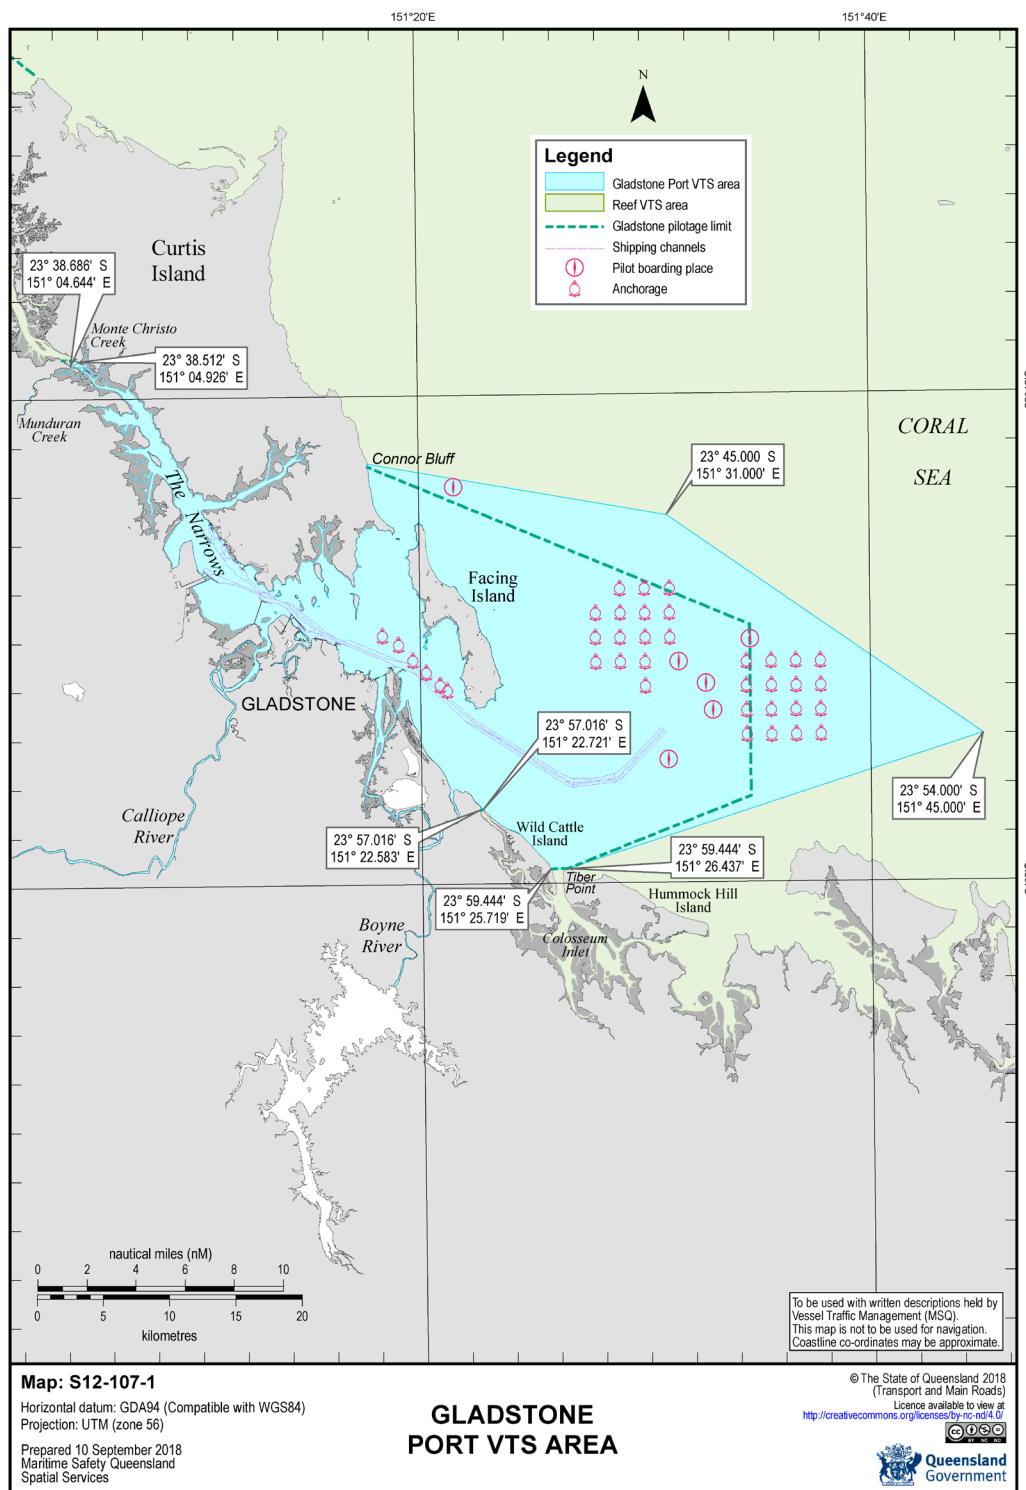 151°20'E
151°40'E
N
Legend
Gladstone Port VTS area
Reef VTS area
Gladstone pilotage limit
Shipping channels
Pilot boarding place
Anchorage
Curtis
Island
23° 38.686' S
151° 04.644' E
Monte Christo
Creek
23° 38.512' S
151° 04.926' E
Munduran
Creek
CORAL
SEA
Connor Bluff
23° 45.000 S
151° 31.000' E
The Narrows
Facing
Island
GLADSTONE
23° 57.016' S
151° 22.721' E
23° 54.000' S
151° 45.000' E
Calliope
River
23° 57.016' S
151° 22.583' E
Wild Cattle
Island
23° 59.444' S
151° 26.437' E
Tiber
Point
Hummock Hill
Island
23° 59.444' S
151° 25.719' E
Boyne
River
Colosseum
Inlet
nautical miles (nM)
0 2 4 6 8 10
0 5 10 15 20
kilometres
To be used with written descriptions held by
Vessel Traffic Management (MSQ).
This map is not to be used for navigation.
Coastline co-ordinates may be approximate.
Map: S12-107-1
Horizontal datum: GDA94 (Compatible with WGS84)
Projection: UTM (zone 56)
Prepared 10 September 2018
Maritime Safety Queensland
Spatial Services
GLADSTONE
PORT VTS AREA
© The State of Queensland 2018
(Transport and Main Roads)
Licence available to view at
http://creativecommons.org/licenses/by-nc-nd/4.0/
cc
BY NC ND
Queensland
Government